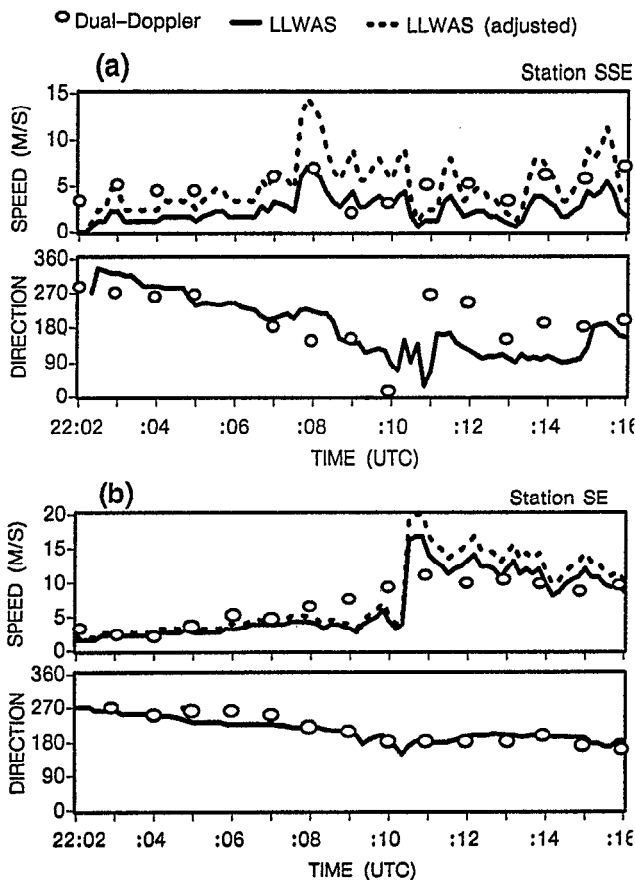 Dual-Doppler LLWAS LLWAS (adjusted)
(a)
Station SSE
SPEED (M/S)
15
10
5
0
DIRECTION
360
270
180
90
0
22:02 :04 :06 :08 :10 :12 :14 :16
TIME (UTC)
(b)
Station SE
SPEED (M/S)
20
15
10
5
0
DIRECTION
360
270
180
90
0
22:02 :04 :06 :08 :10 :12 :14 :16
TIME (UTC)